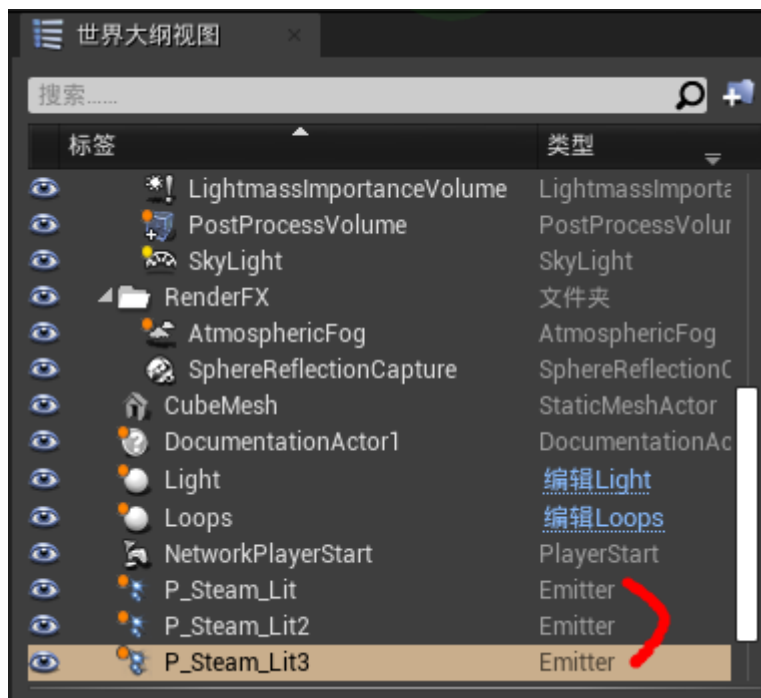 世界大纲视图
搜索......
标签 类型
LightmassImportanceVolume LightmassImporta
PostProcessVolume PostProcessVolur
SkyLight SkyLight
RenderFX 文件夹
AtmosphericFog AtmosphericFog
SphereReflectionCapture SphereReflectionC
CubeMesh StaticMeshActor
DocumentationActor1 DocumentationAc
Light 编辑Light
Loops 编辑Loops
NetworkPlayerStart PlayerStart
P_Steam_Lit Emitter
P_Steam_Lit2 Emitter
P_Steam_Lit3 Emitter